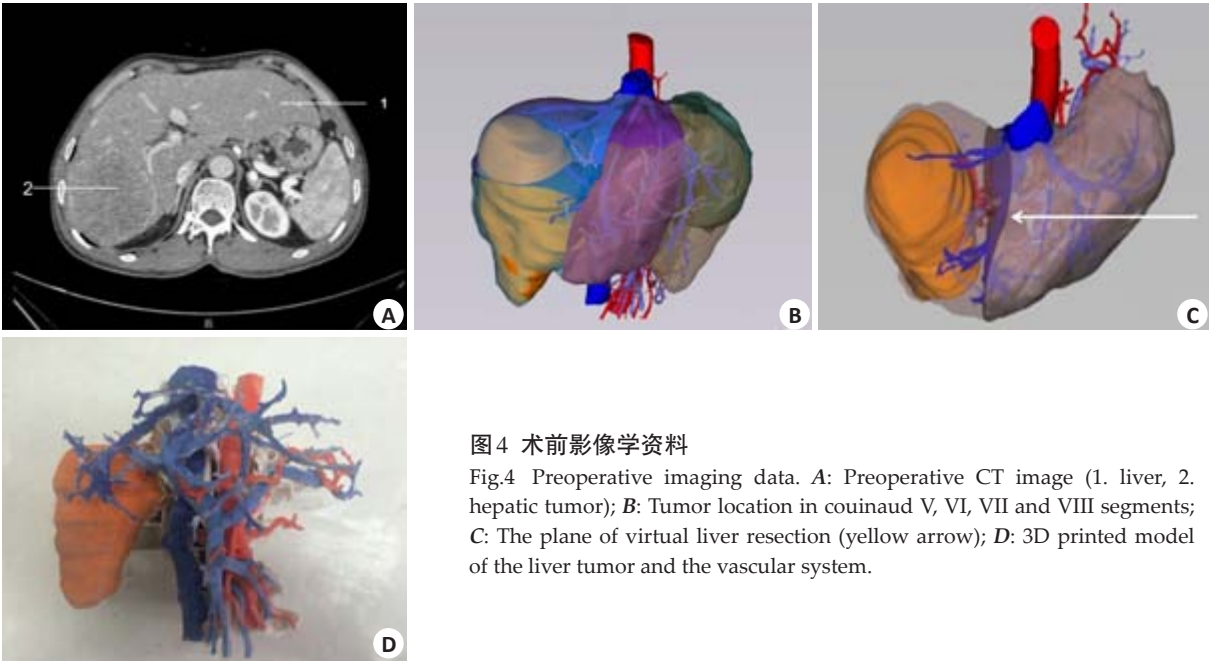 1
2
A
B
C
D
图4 术前影像学资料
Fig.4 Preoperative imaging data. A: Preoperative CT image (1. liver, 2.
hepatic tumor); B: Tumor location in couinaud V, VI, VII and VIII segments;
C: The plane of virtual liver resection (yellow arrow); D: 3D printed model
of the liver tumor and the vascular system.